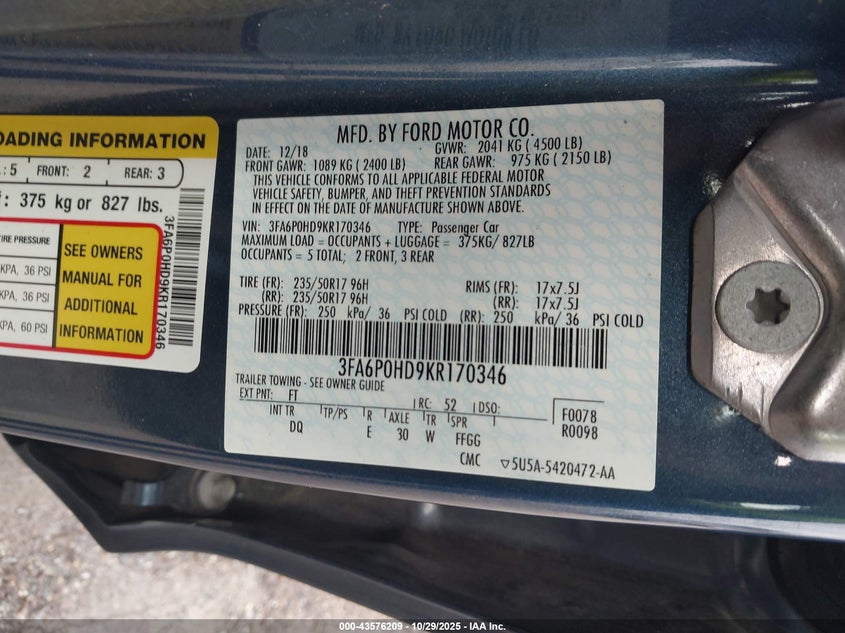 OADING INFORMATION
: 5 FRONT: 2 REAR: 3
: 375 kg or 827 lbs.
TIRE PRESSURE
KPA, 36 PSI
KPA, 36 PSI
KPA, 60 PSI
SEE OWNERS
MANUAL FOR
ADDITIONAL
INFORMATION
3FA6P0HD9KR170346
MFD. BY FORD MOTOR CO.
DATE: 12/18 GVWR: 2041 KG ( 4500 LB)
FRONT GAWR: 1089 KG ( 2400 LB) REAR GAWR: 975 KG ( 2150 LB)
THIS VEHICLE CONFORMS TO ALL APPLICABLE FEDERAL MOTOR
VEHICLE SAFETY, BUMPER, AND THEFT PREVENTION STANDARDS
IN EFFECT ON THE DATE OF MANUFACTURE SHOWN ABOVE.
VIN: 3FA6P0HD9KR170346 TYPE: Passenger Car
MAXIMUM LOAD = OCCUPANTS + LUGGAGE = 375KG/ 827LB
OCCUPANTS = 5 TOTAL; 2 FRONT, 3 REAR
TIRE (FR): 235/50R17 96H RIMS (FR): 17x7.5J
(RR): 235/50R17 96H (RR): 17x7.5J
PRESSURE (FR): 250 kPa/ 36 PSI COLD (RR): 250 kPa/ 36 PSI COLD
3FA6P0HD9KR170346
TRAILER TOWING - SEE OWNER GUIDE
EXT PNT: FT RC: 52 DSO:
INT TR TP/PS R AXLE TR SPR
DQ E 30 W FFGG
F0078
R0098
CMC ▽5U5A-5420472-AA
000-43576209 - 10/29/2025 - IAA Inc.